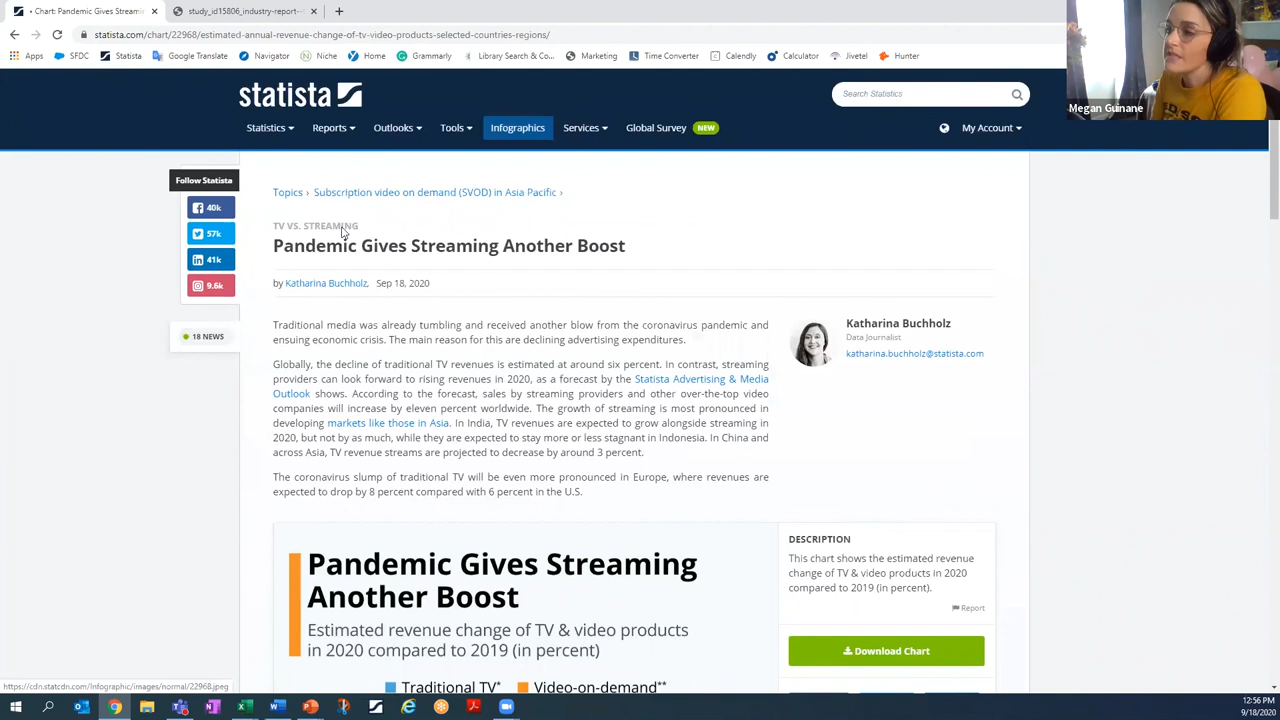 Chart: Pandemic Gives Streamin
study_id15806_industry-report--
statista.com/chart/22968/estimated-annual-revenue-change-of-tv-video-products-selected-countries-regions/
Apps SFDC Statista Google Translate Navigator Niche Home Grammarly Library Search & Co... Marketing Time Converter Calendly Calculator Jivetel Hunter
Megan Guinane
statista
Search Statistics
Statistics Reports Outlooks Tools Infographics Services Global Survey NEW My Account
Follow Statista
40k
57k
41k
9.6k
18 NEWS
Topics › Subscription video on demand (SVOD) in Asia Pacific ›
TV VS. STREAMING
Pandemic Gives Streaming Another Boost
by Katharina Buchholz, Sep 18, 2020
Traditional media was already tumbling and received another blow from the coronavirus pandemic and
ensuing economic crisis. The main reason for this are declining advertising expenditures.
Globally, the decline of traditional TV revenues is estimated at around six percent. In contrast, streaming
providers can look forward to rising revenues in 2020, as a forecast by the Statista Advertising & Media
Outlook shows. According to the forecast, sales by streaming providers and other over-the-top video
companies will increase by eleven percent worldwide. The growth of streaming is most pronounced in
developing markets like those in Asia. In India, TV revenues are expected to grow alongside streaming in
2020, but not by as much, while they are expected to stay more or less stagnant in Indonesia. In China and
across Asia, TV revenue streams are projected to decrease by around 3 percent.
The coronavirus slump of traditional TV will be even more pronounced in Europe, where revenues are
expected to drop by 8 percent compared with 6 percent in the U.S.
Katharina Buchholz
Data Journalist
katharina.buchholz@statista.com
Pandemic Gives Streaming
Another Boost
Estimated revenue change of TV & video products
in 2020 compared to 2019 (in percent)
Traditional TV* Video-on-demand**
DESCRIPTION
This chart shows the estimated revenue
change of TV & video products in 2020
compared to 2019 (in percent).
Report
Download Chart
https://cdn.statcdn.com/Infographic/images/normal/22968.jpeg
12:56 PM
9/18/2020